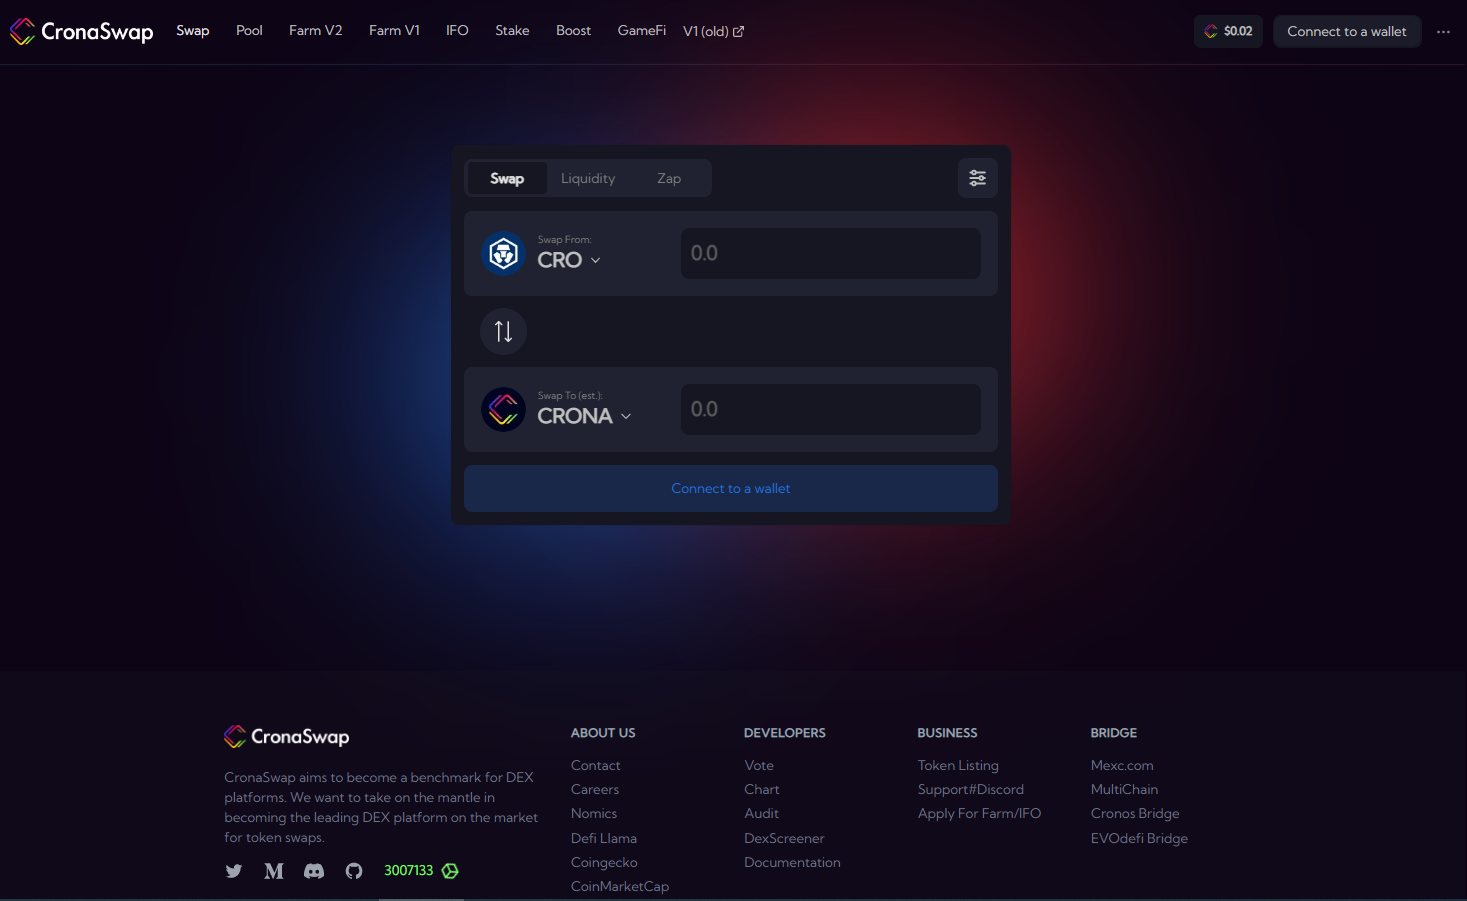 CronaSwap Swap Pool Farm V2 Farm V1 IFO Stake Boost GameFi V1 (old) $0.02 Connect to a wallet
Swap Liquidity Zap
Swap From:
CRO 0.0
Swap To (est.):
CRONA 0.0
Connect to a wallet
CronaSwap
CronaSwap aims to become a benchmark for DEX
platforms. We want to take on the mantle in
becoming the leading DEX platform on the market
for token swaps.
3007133
ABOUT US
Contact
Careers
Nomics
Defi Llama
Coingecko
CoinMarketCap
DEVELOPERS
Vote
Chart
Audit
DexScreener
Documentation
BUSINESS
Token Listing
Support#Discord
Apply For Farm/IFO
BRIDGE
Mexc.com
MultiChain
Cronos Bridge
EVOdefi Bridge